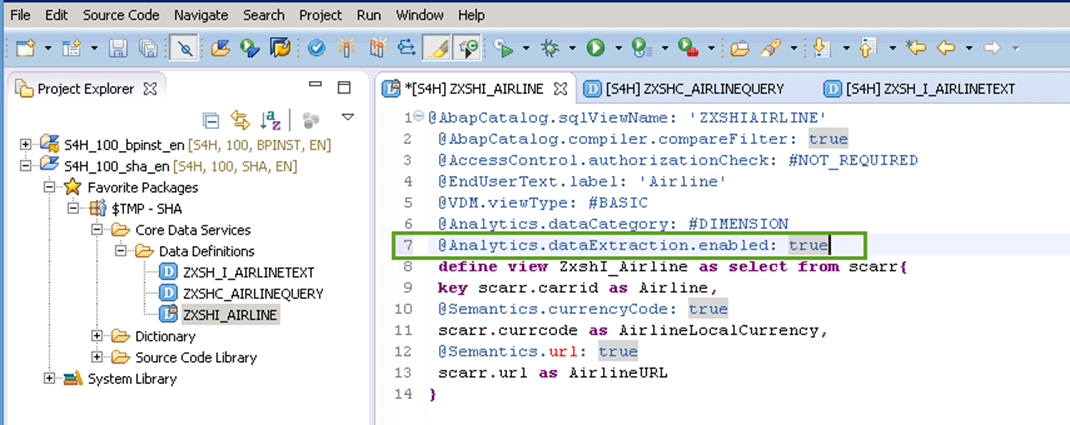 File Edit Source Code Navigate Search Project Run Window Help
Project Explorer
S4H_100_bpinst_en [S4H, 100, BPINST, EN]
S4H_100_sha_en [S4H, 100, SHA, EN]
Favorite Packages
$TMP - SHA
Core Data Services
Data Definitions
ZXSH_I_AIRLINETEXT
ZXSHC_AIRLINEQUERY
ZXSHI_AIRLINE
Dictionary
Source Code Library
System Library
*[S4H] ZXSHI_AIRLINE [S4H] ZXSHC_AIRLINEQUERY [S4H] ZXSH_I_AIRLINETEXT
1 @AbapCatalog.sqlViewName: 'ZXSHIAIRLINE'
2 @AbapCatalog.compiler.compareFilter: true
3 @AccessControl.authorizationCheck: #NOT_REQUIRED
4 @EndUserText.label: 'Airline'
5 @VDM.viewType: #BASIC
6 @Analytics.dataCategory: #DIMENSION
7 @Analytics.dataExtraction.enabled: true
8 define view ZxshI_Airline as select from scarr{
9 key scarr.carrid as Airline,
10 @Semantics.currencyCode: true
11 scarr.currcode as AirlineLocalCurrency,
12 @Semantics.url: true
13 scarr.url as AirlineURL
14 }